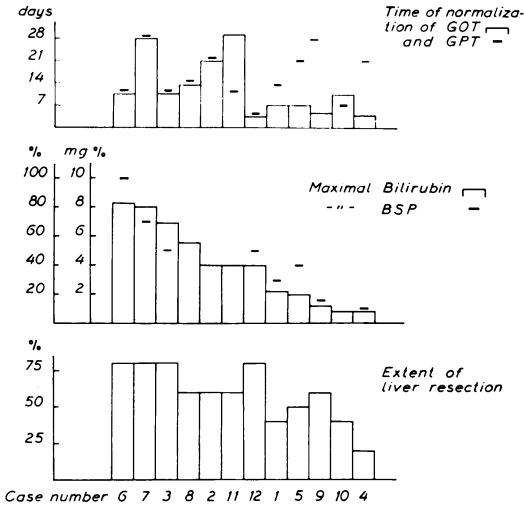 days
28
21
14
7
Time of normaliza-
tion of GOT
and GPT
% mg %
100 10
80 8
60 6
40 4
20 2
Maximal Bilirubin
-"- BSP
%
75
50
25
Extent of
liver resection
Case number 6 7 3 8 2 11 12 1 5 9 10 4